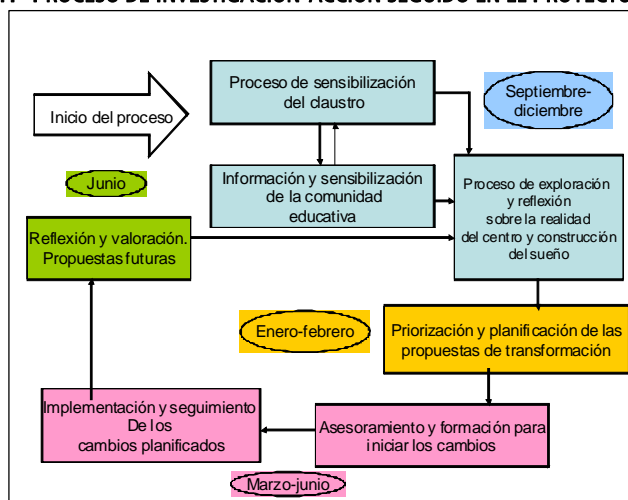 PROCESO DE INVESTIGACIÓN-ACCIÓN SEGUIDO EN EL PROYECTO
Inicio del proceso
Proceso de sensibilización
del claustro
Septiembre-
diciembre
Información y sensibilización
de la comunidad
educativa
Proceso de exploración
y reflexión
sobre la realidad
del centro y construcción
del sueño
Junio
Reflexión y valoración.
Propuestas futuras
Enero-febrero
Priorización y planificación de las
propuestas de transformación
Implementación y seguimiento
De los
cambios planificados
Asesoramiento y formación para
iniciar los cambios
Marzo-junio